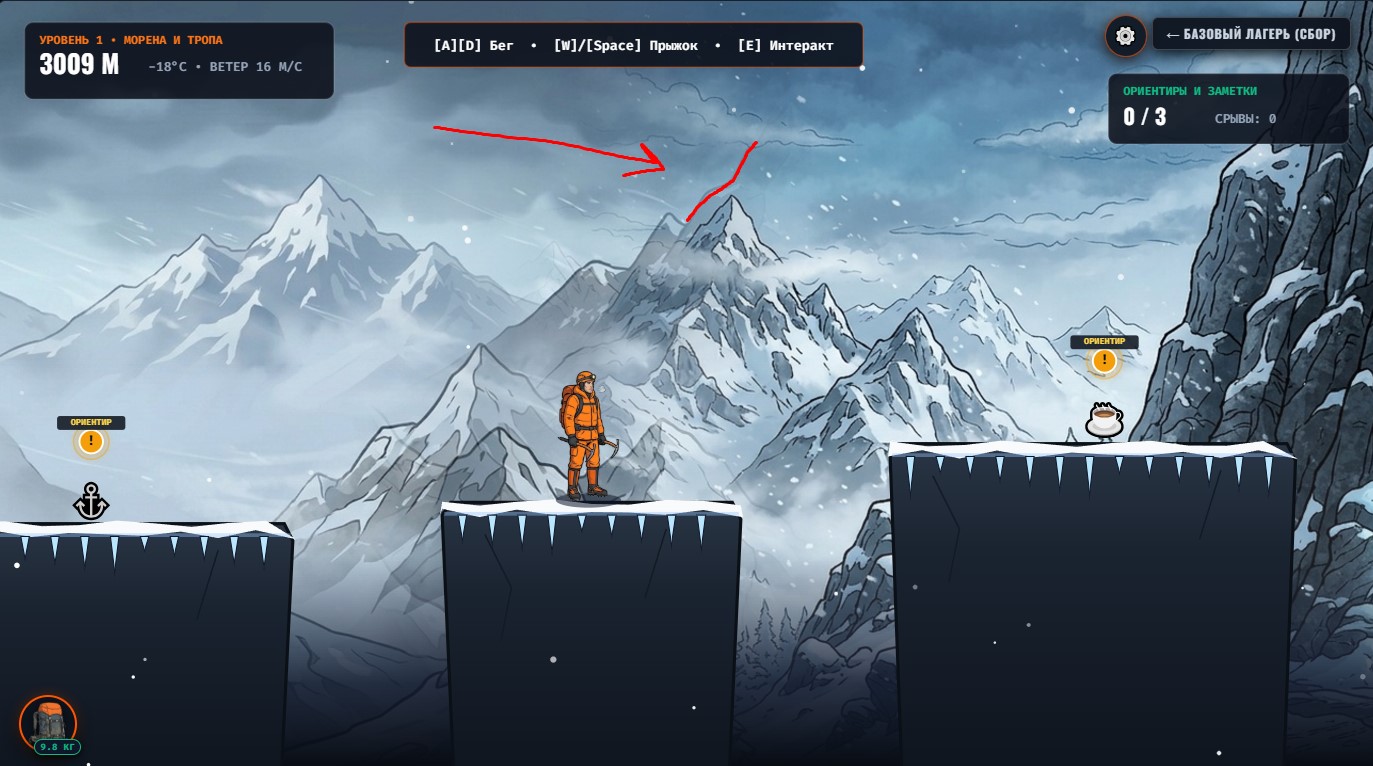 УРОВЕНЬ 1 • МОРЕНА И ТРОПА
3009 М
-18°C • ВЕТЕР 16 М/С
[A][D] Бег • [W]/[Space] Прыжок • [E] Интеракт
← БАЗОВЫЙ ЛАГЕРЬ (СБОР)
ОРИЕНТИРЫ И ЗАМЕТКИ
0 / 3
СРЫВЫ: 0
ОРИЕНТИР
!
ОРИЕНТИР
!
9.8 КГ